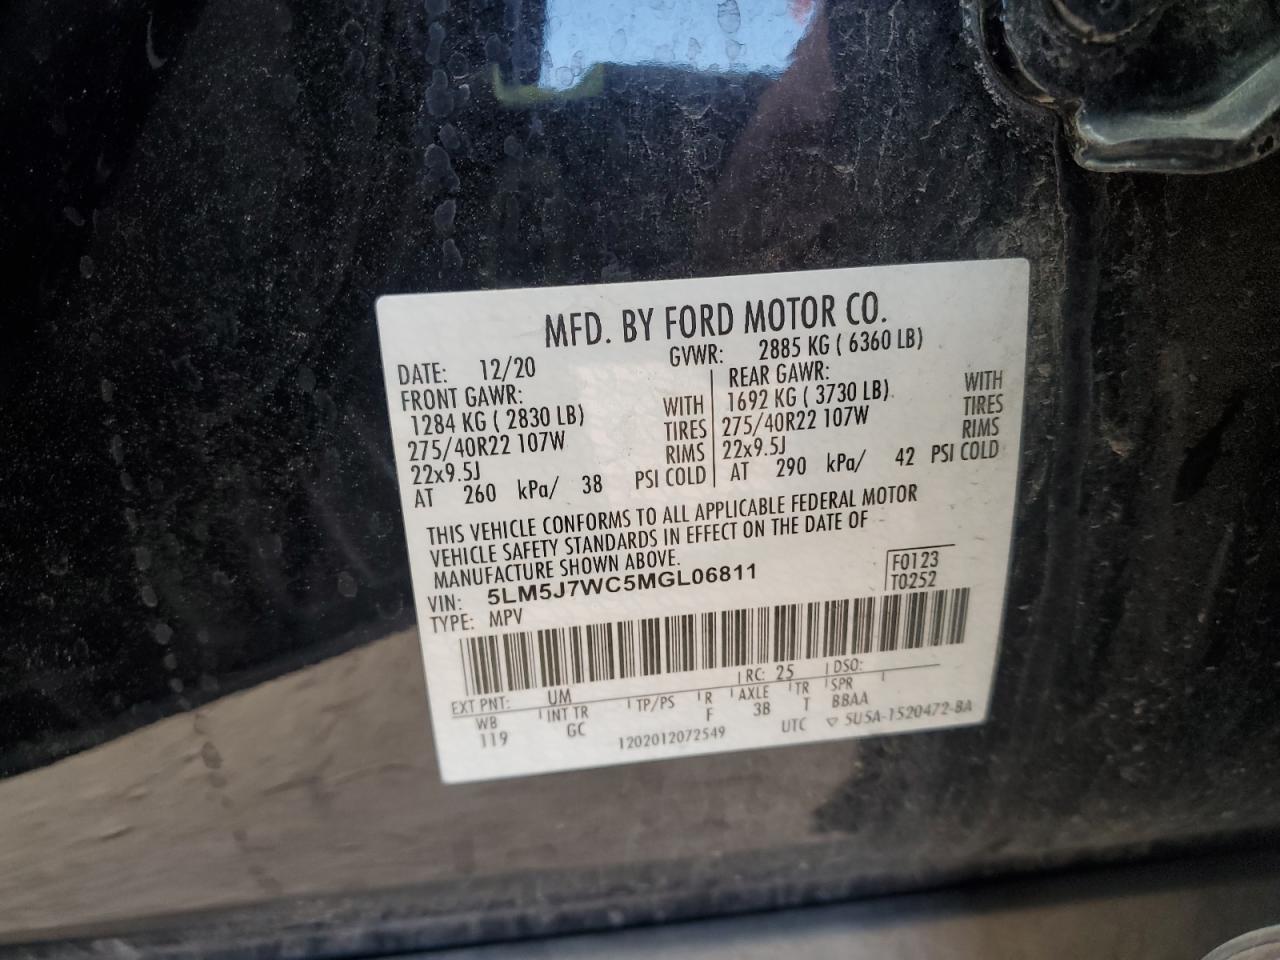 MFD. BY FORD MOTOR CO.
DATE: 12/20 GVWR: 2885 KG ( 6360 LB)
FRONT GAWR:
1284 KG ( 2830 LB) WITH
275/40R22 107W TIRES
22x9.5J RIMS
AT 260 kPa/ 38 PSI COLD
REAR GAWR:
1692 KG ( 3730 LB) WITH
275/40R22 107W TIRES
22x9.5J RIMS
AT 290 kPa/ 42 PSI COLD
THIS VEHICLE CONFORMS TO ALL APPLICABLE FEDERAL MOTOR
VEHICLE SAFETY STANDARDS IN EFFECT ON THE DATE OF
MANUFACTURE SHOWN ABOVE.
VIN: 5LM5J7WC5MGL06811
TYPE: MPV
F0123
T0252
EXT PNT: UM RC: 25 DSO:
WB INT TR TP/PS R AXLE TR SPR
119 GC F 3B T BBAA
1202012072549 UTC ▽ 5U5A-1520472-BA